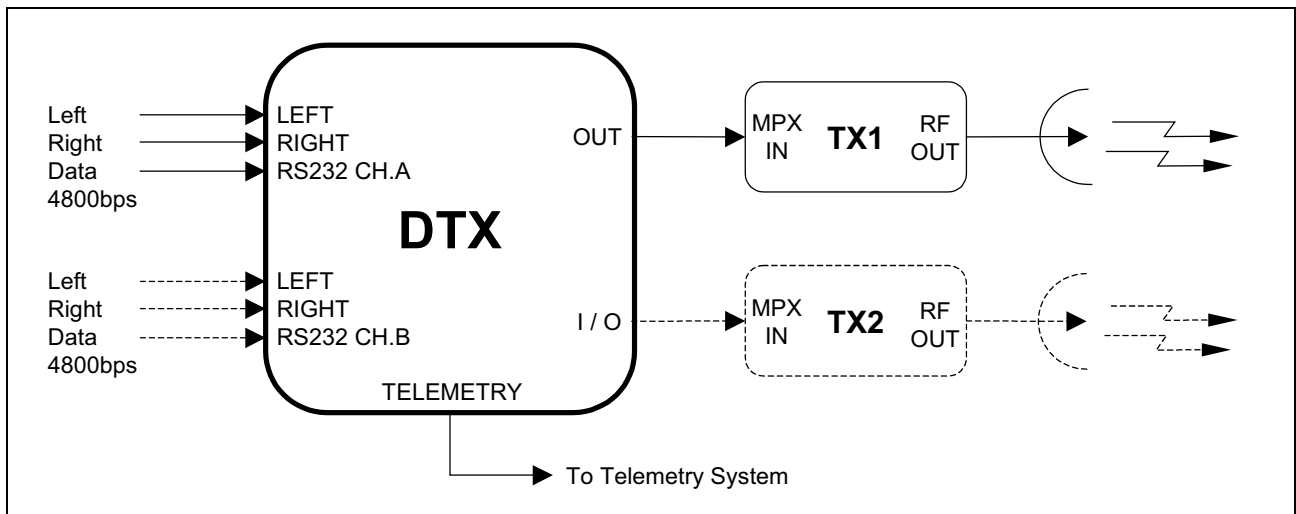 Left
Right
Data
4800bps
LEFT
RIGHT
RS232 CH.A
OUT
DTX
MPX
IN
TX1
RF
OUT
Left
Right
Data
4800bps
LEFT
RIGHT
RS232 CH.B
I / O
MPX
IN
TX2
RF
OUT
TELEMETRY
To Telemetry System